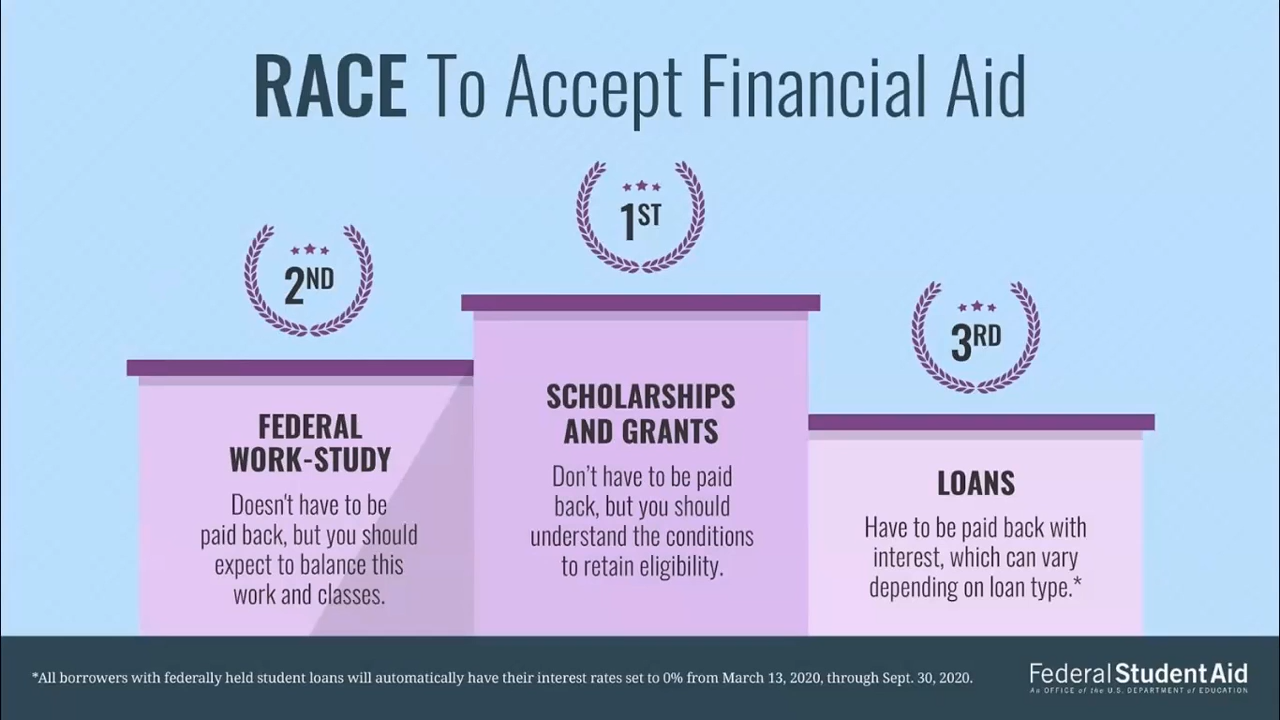 RACE To Accept Financial Aid
1ST
2ND
3RD
FEDERAL
WORK-STUDY
Doesn't have to be
paid back, but you should
expect to balance this
work and classes.
SCHOLARSHIPS
AND GRANTS
Don’t have to be paid
back, but you should
understand the conditions
to retain eligibility.
LOANS
Have to be paid back with
interest, which can vary
depending on loan type.*
*All borrowers with federally held student loans will automatically have their interest rates set to 0% from March 13, 2020, through Sept. 30, 2020.
Federal Student Aid
An OFFICE of the U.S. DEPARTMENT of EDUCATION